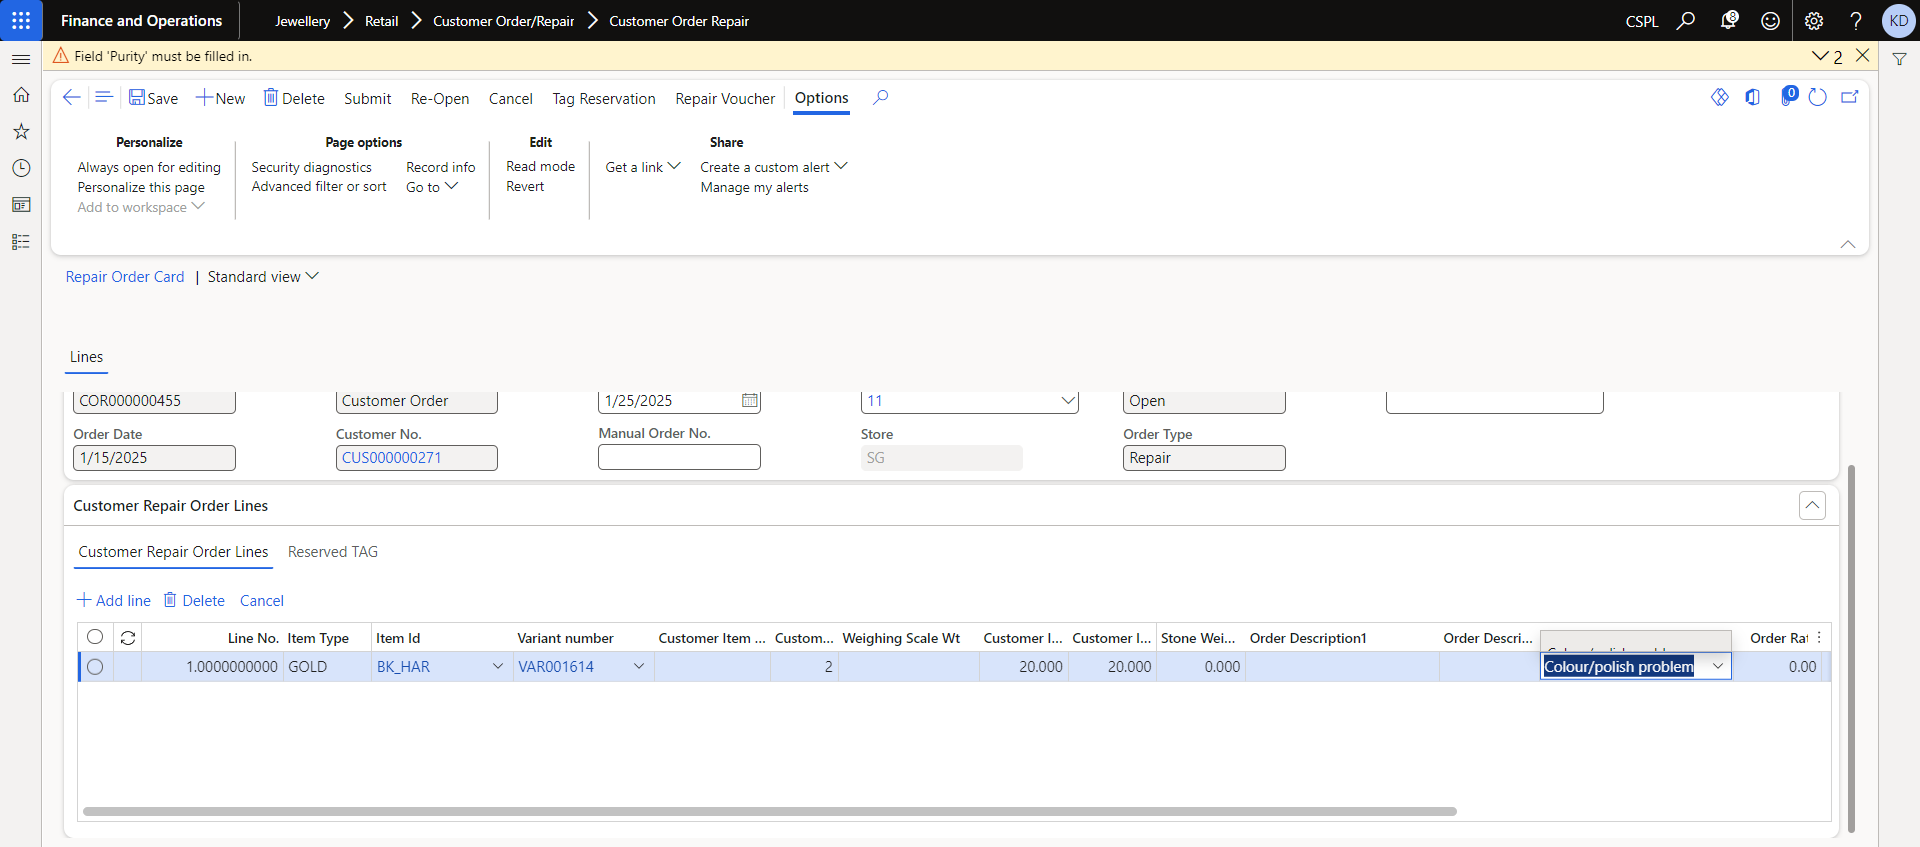 Finance and Operations
Jewellery Retail Customer Order/Repair Customer Order Repair
CSPL 8 ? KD
Field 'Purity' must be filled in.
2
Save New Delete Submit Re-Open Cancel Tag Reservation Repair Voucher Options
0
Personalize
Always open for editing
Personalize this page
Add to workspace
Page options
Security diagnostics Record info
Advanced filter or sort Go to
Edit
Read mode
Revert
Share
Get a link Create a custom alert
Manage my alerts
Repair Order Card | Standard view
Lines
COR000000455 Customer Order 1/25/2025 11 Open
Order Date Customer No. Manual Order No. Store Order Type
1/15/2025 CUS000000271 SG Repair
Customer Repair Order Lines
Customer Repair Order Lines Reserved TAG
Add line Delete Cancel
Line No. Item Type Item Id Variant number Customer Item ... Custom... Weighing Scale Wt Customer I... Customer I... Stone Wei... Order Description1 Order Descri... Order Rat
1.0000000000 GOLD BK_HAR VAR001614 2 20.000 20.000 0.000 Colour/polish problem 0.00